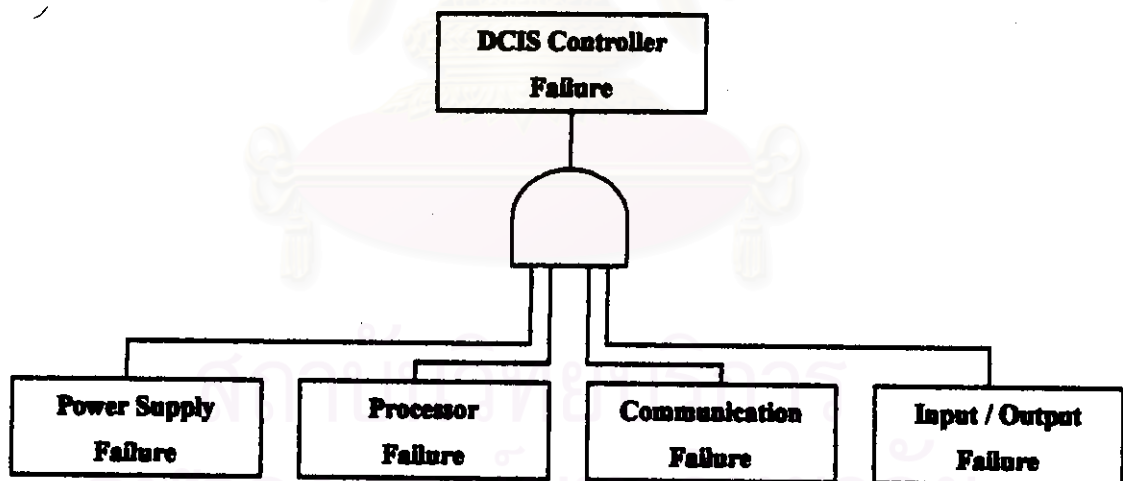 DCIS Controller
Failure
Power Supply
Failure
Processor
Failure
Communication
Failure
Input / Output
Failure